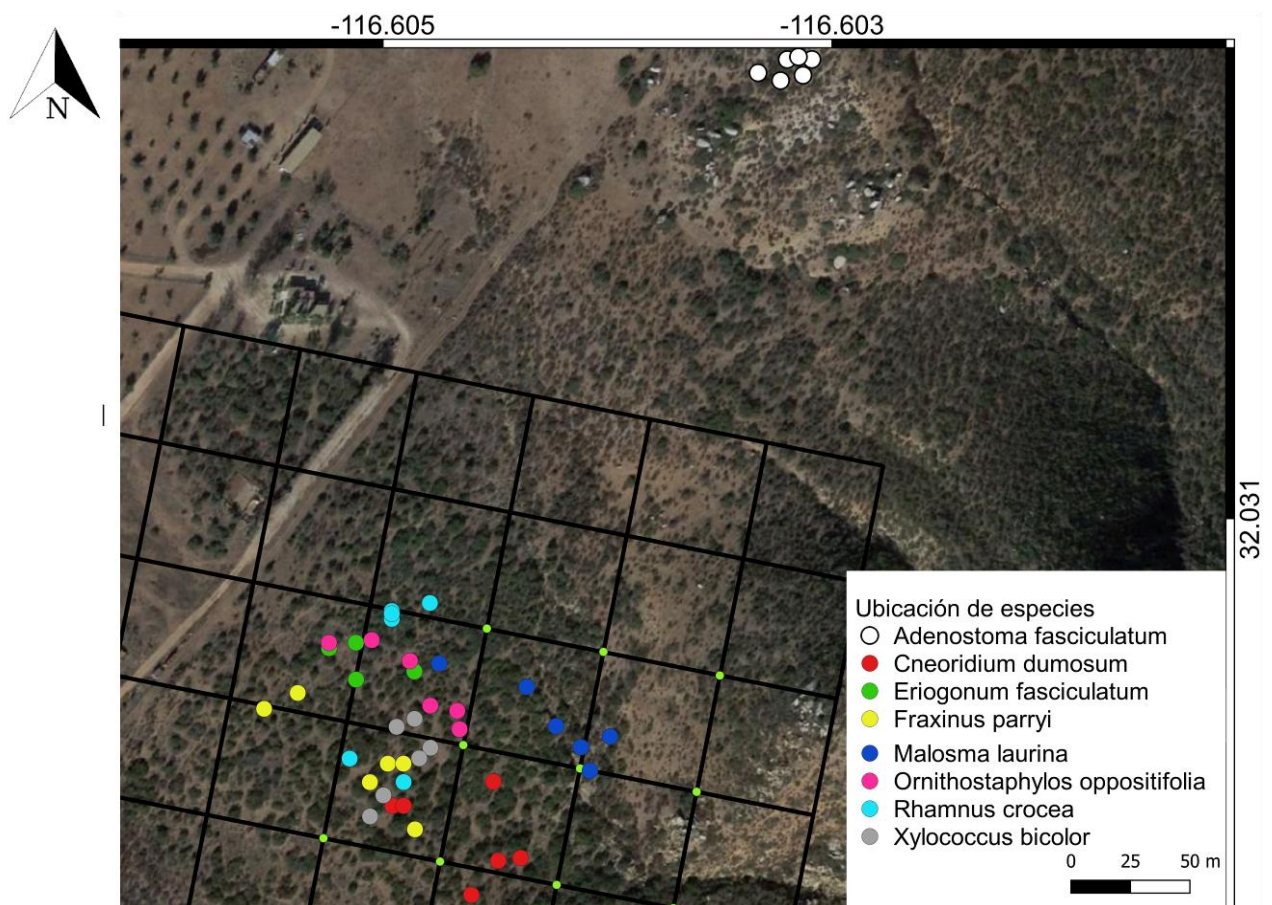 -116.605 -116.603
N
32.031
Ubicación de especies
Adenostoma fasciculatum
Cneoridium dumosum
Eriogonum fasciculatum
Fraxinus parryi
Malosma laurina
Ornithostaphylos oppositifolia
Rhamnus crocea
Xylococcus bicolor
0 25 50 m